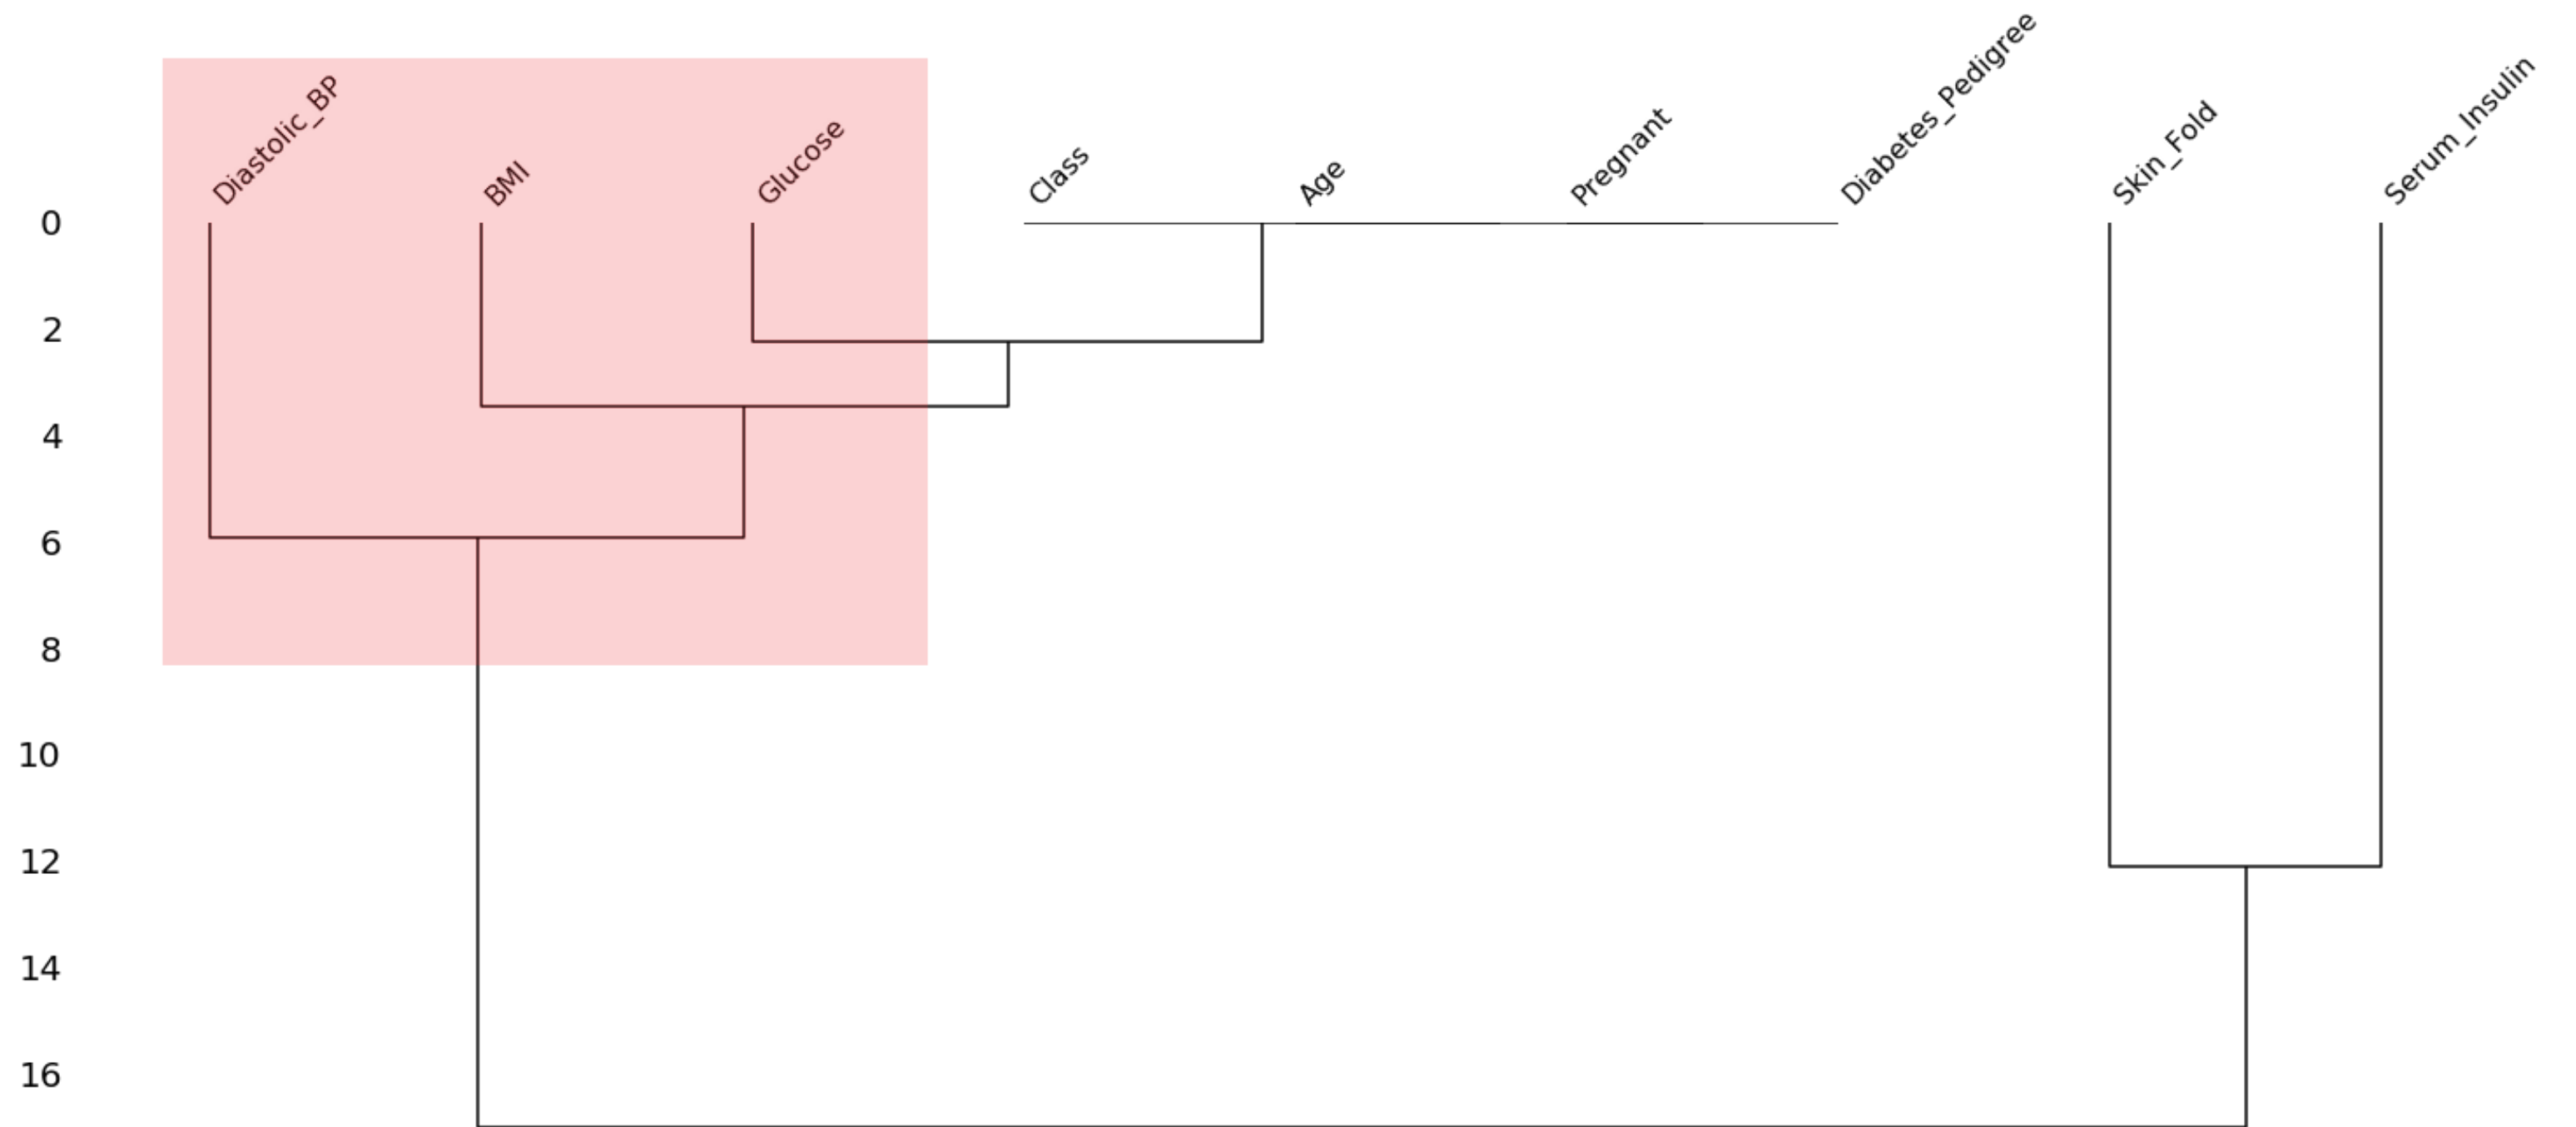 Diastolic_BP
BMI
Glucose
Class
Age
Pregnant
Diabetes_Pedigree
Skin_Fold
Serum_Insulin
0
2
4
6
8
10
12
14
16